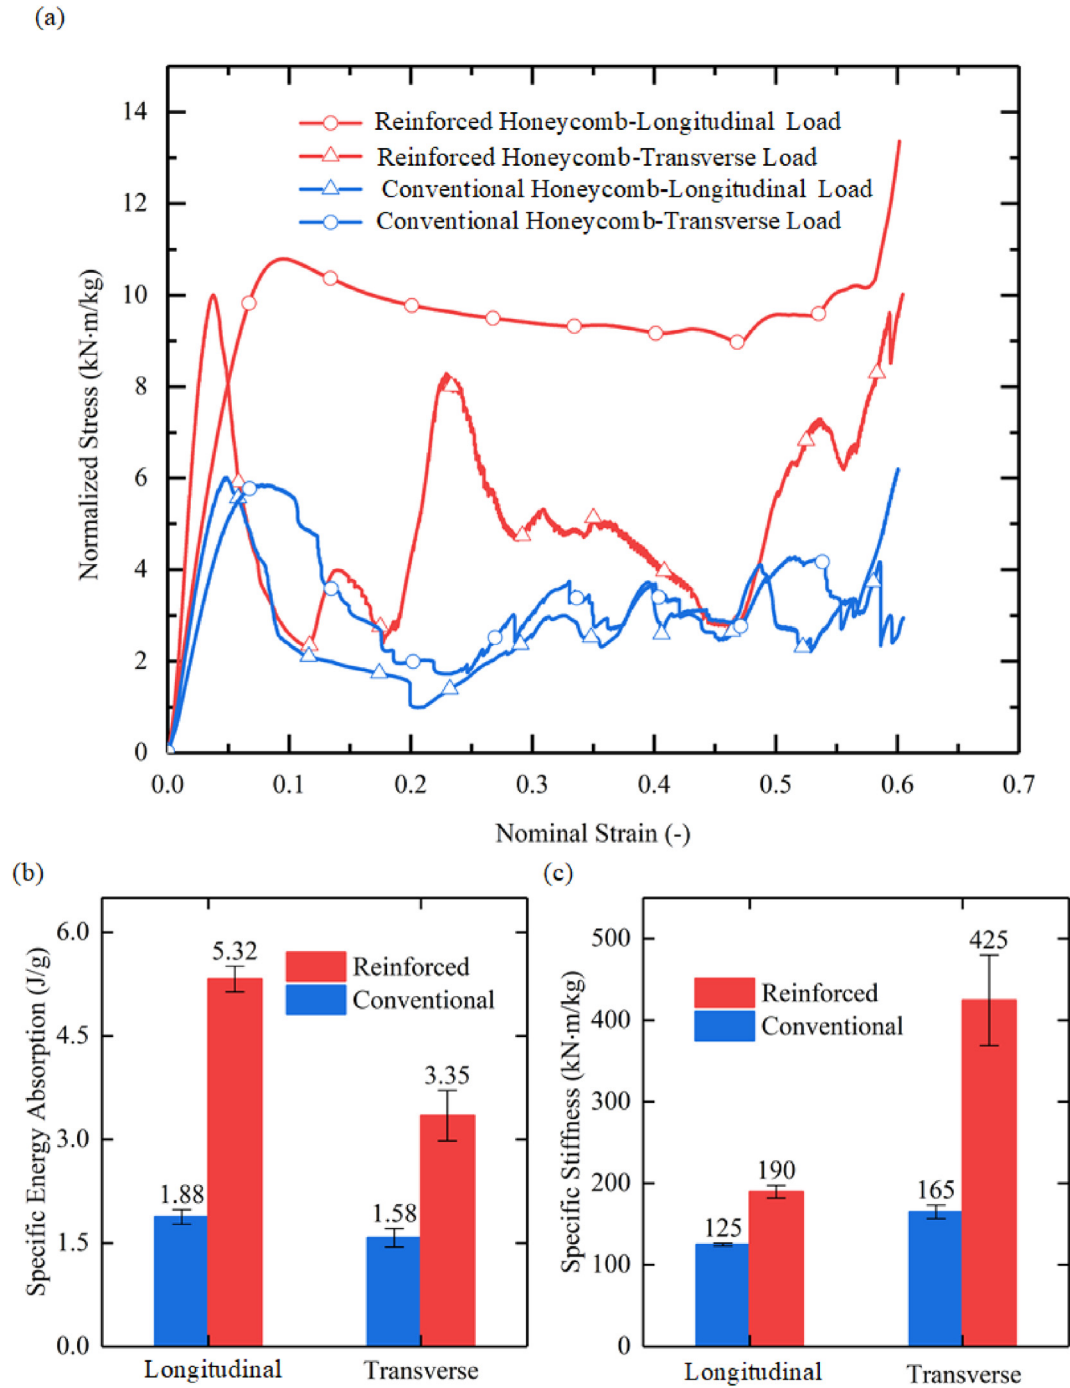 (a)
14
12
10
8
6
4
2
0
Normalized Stress (kN·m/kg)
Reinforced Honeycomb-Longitudinal Load
Reinforced Honeycomb-Transverse Load
Conventional Honeycomb-Longitudinal Load
Conventional Honeycomb-Transverse Load
0.0 0.1 0.2 0.3 0.4 0.5 0.6 0.7
Nominal Strain (-)
(b)
6.0
4.5
3.0
1.5
0.0
Specific Energy Absorption (J/g)
Reinforced
Conventional
1.88
5.32
1.58
3.35
Longitudinal Transverse
(c)
500
400
300
200
100
0
Specific Stiffness (kN·m/kg)
Reinforced
Conventional
125
190
165
425
Longitudinal Transverse